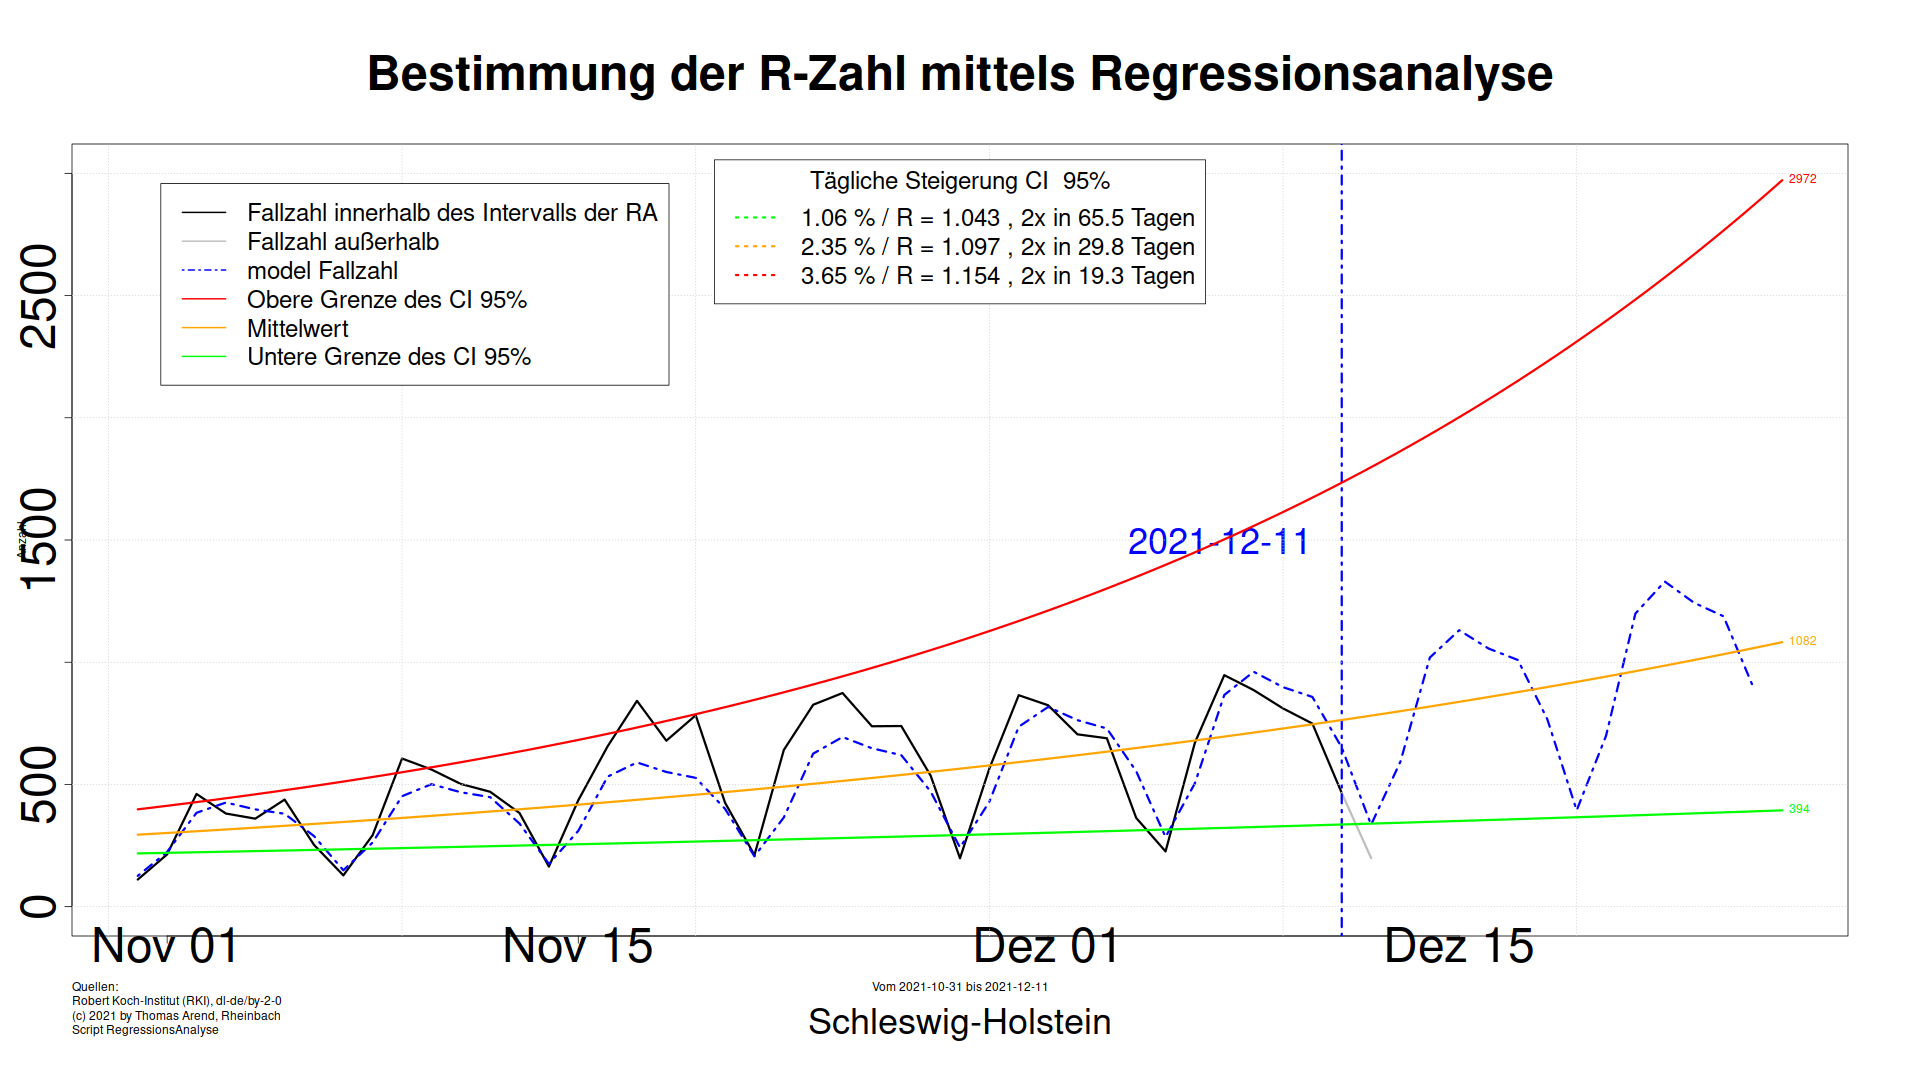 Bestimmung der R-Zahl mittels Regressionsanalyse
Fallzahl innerhalb des Intervalls der RA
Fallzahl außerhalb
model Fallzahl
Obere Grenze des CI 95%
Mittelwert
Untere Grenze des CI 95%
Tägliche Steigerung CI  95%
1.06 % / R = 1.043 , 2x in 65.5 Tagen
2.35 % / R = 1.097 , 2x in 29.8 Tagen
3.65 % / R = 1.154 , 2x in 19.3 Tagen
2972
2021-12-11
1082
394
2500
1500
500
0
Anzahl
Nov 01
Nov 15
Dez 01
Dez 15
Quellen:
Robert Koch-Institut (RKI), dl-de/by-2-0
(c) 2021 by Thomas Arend, Rheinbach
Script RegressionsAnalyse
Vom 2021-10-31 bis 2021-12-11
Schleswig-Holstein